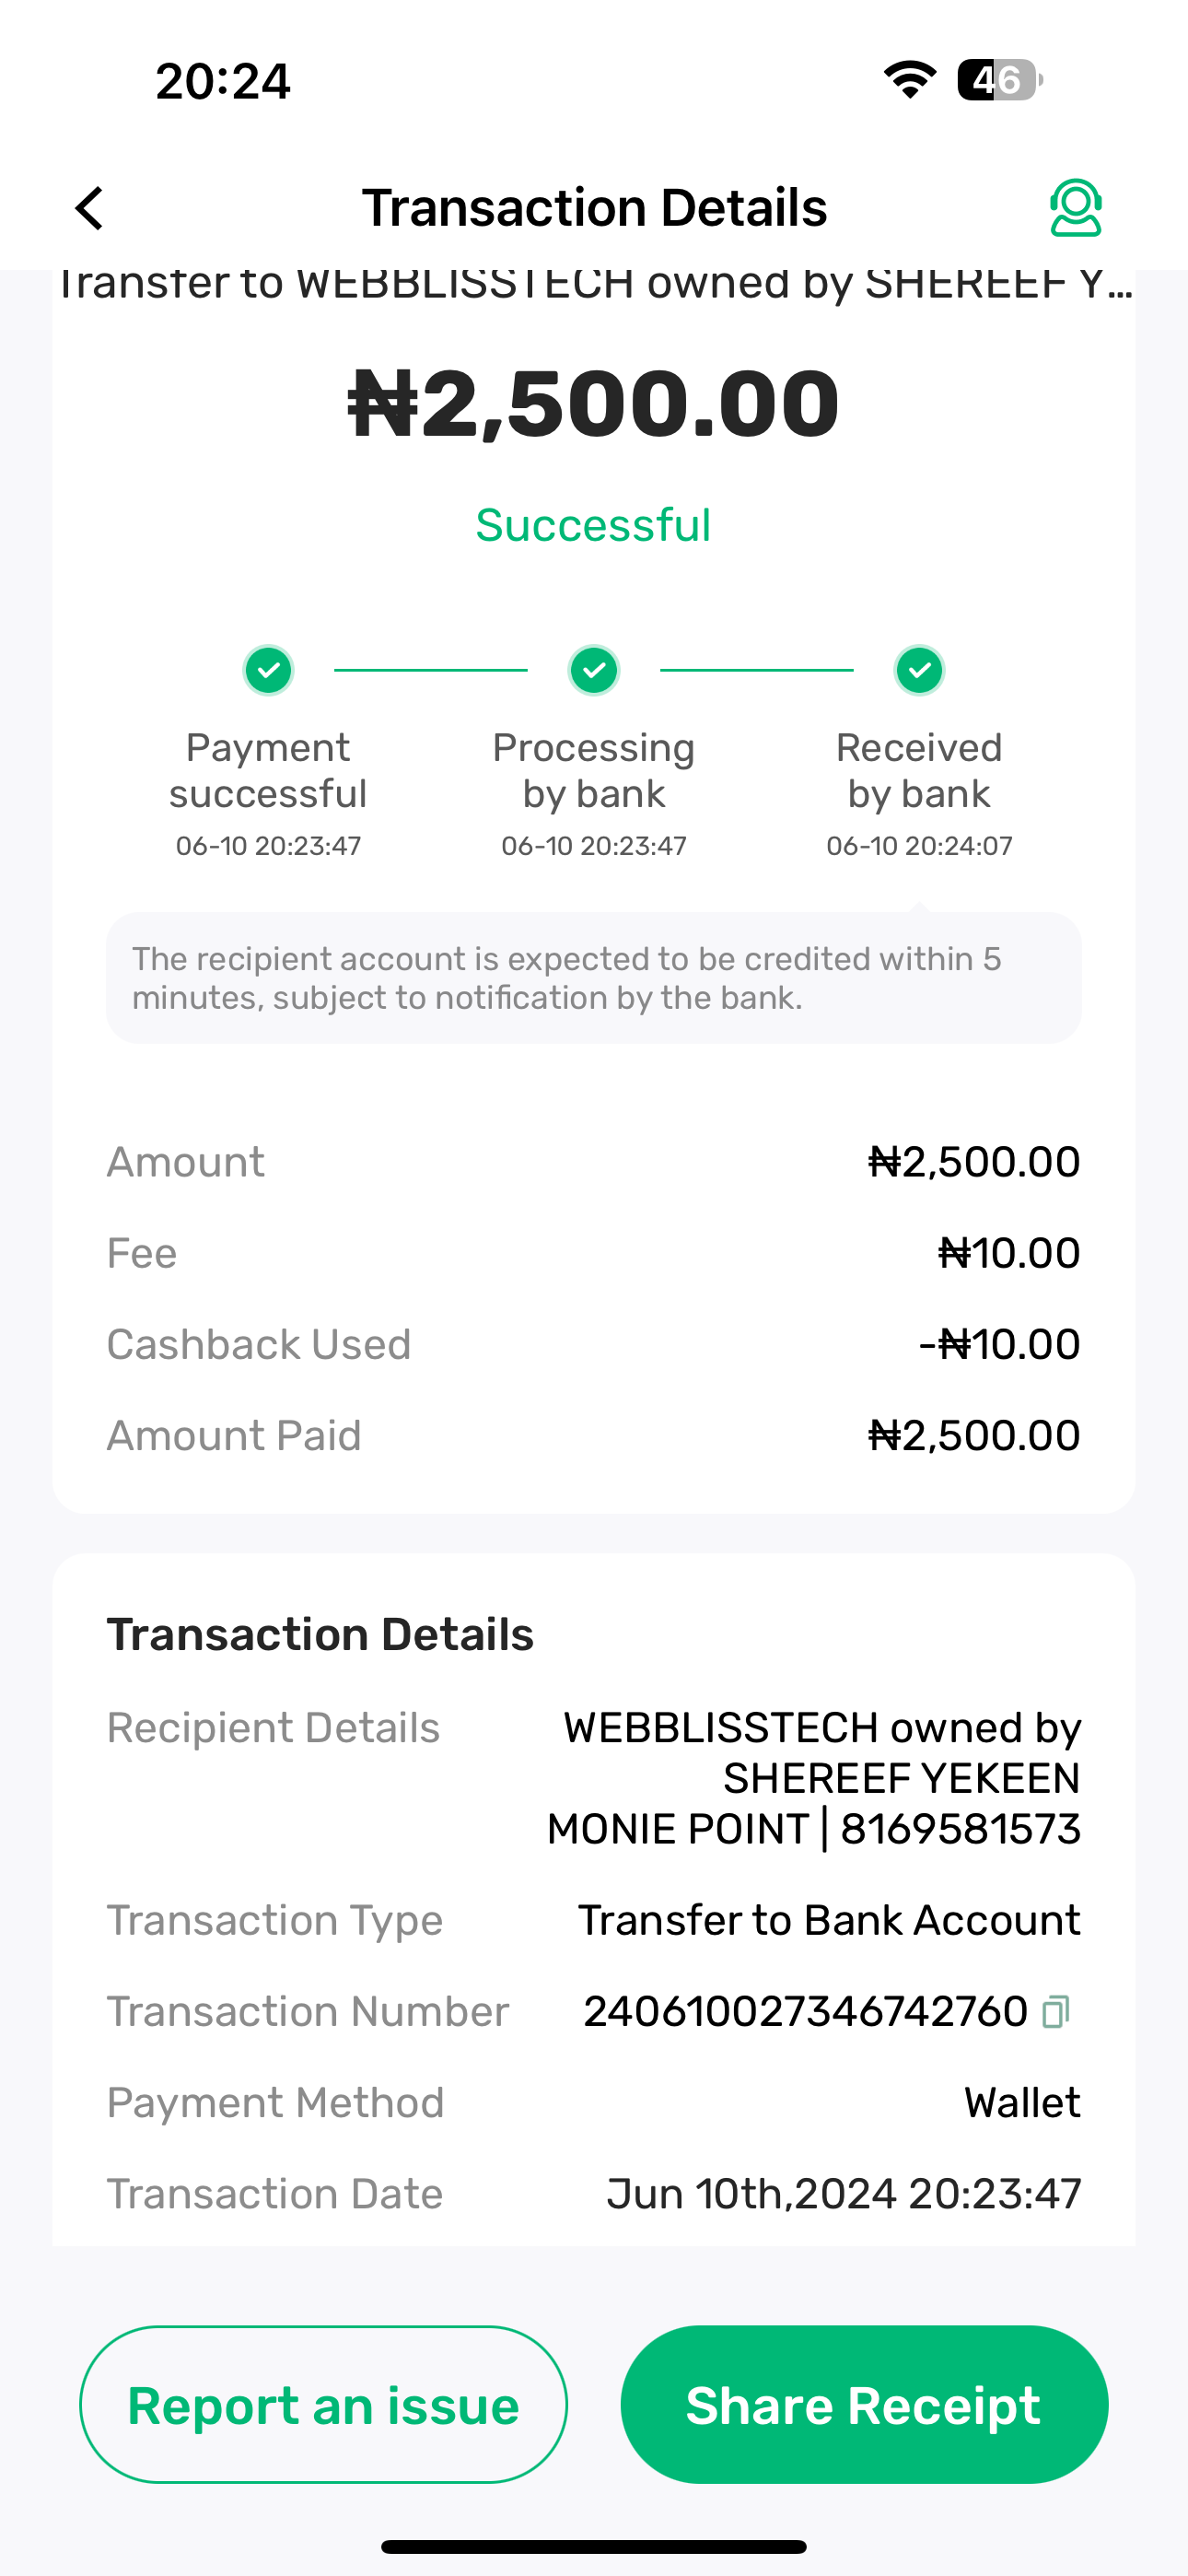 20:24
46
Transaction Details
Transfer to WEBBLISSTECH owned by SHEREEF Y...
₦2,500.00
Successful
Payment successful
Processing by bank
Received by bank
06-10 20:23:47
06-10 20:23:47
06-10 20:24:07
The recipient account is expected to be credited within 5
minutes, subject to notification by the bank.
Amount ₦2,500.00
Fee ₦10.00
Cashback Used -₦10.00
Amount Paid ₦2,500.00
Transaction Details
Recipient Details WEBBLISSTECH owned by
SHEREEF YEKEEN
MONIE POINT | 8169581573
Transaction Type Transfer to Bank Account
Transaction Number 240610027346742760
Payment Method Wallet
Transaction Date Jun 10th,2024 20:23:47
Report an issue
Share Receipt